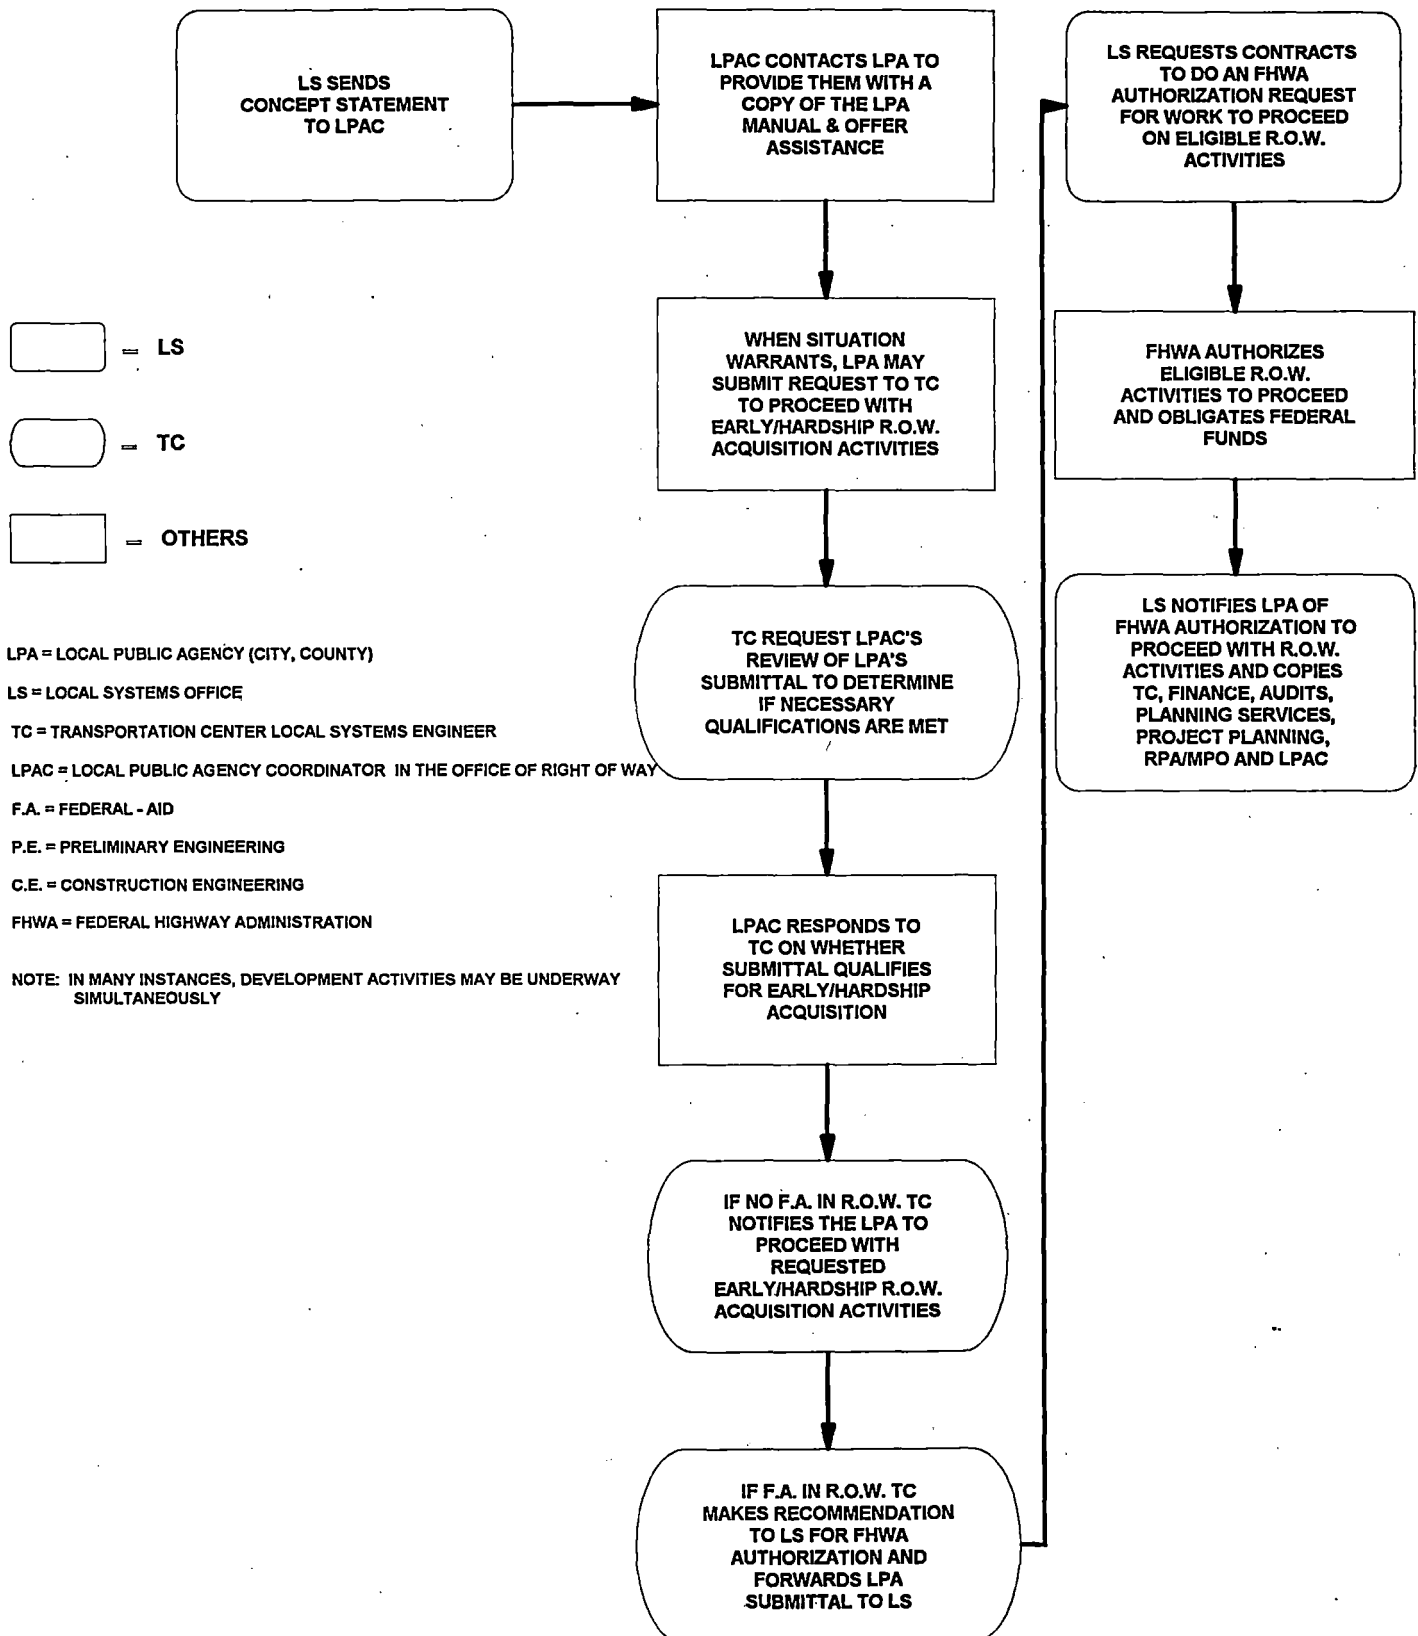 LS SENDS
CONCEPT STATEMENT
TO LPAC
LPAC CONTACTS LPA TO
PROVIDE THEM WITH A
COPY OF THE LPA
MANUAL & OFFER
ASSISTANCE
WHEN SITUATION
WARRANTS, LPA MAY
SUBMIT REQUEST TO TC
TO PROCEED WITH
EARLY/HARDSHIP R.O.W.
ACQUISITION ACTIVITIES
TC REQUEST LPAC'S
REVIEW OF LPA'S
SUBMITTAL TO DETERMINE
IF NECESSARY
QUALIFICATIONS ARE MET
LPAC RESPONDS TO
TC ON WHETHER
SUBMITTAL QUALIFIES
FOR EARLY/HARDSHIP
ACQUISITION
IF NO F.A. IN R.O.W. TC
NOTIFIES THE LPA TO
PROCEED WITH
REQUESTED
EARLY/HARDSHIP R.O.W.
ACQUISITION ACTIVITIES
IF F.A. IN R.O.W. TC
MAKES RECOMMENDATION
TO LS FOR FHWA
AUTHORIZATION AND
FORWARDS LPA
SUBMITTAL TO LS
LS REQUESTS CONTRACTS
TO DO AN FHWA
AUTHORIZATION REQUEST
FOR WORK TO PROCEED
ON ELIGIBLE R.O.W.
ACTIVITIES
FHWA AUTHORIZES
ELIGIBLE R.O.W.
ACTIVITIES TO PROCEED
AND OBLIGATES FEDERAL
FUNDS
LS NOTIFIES LPA OF
FHWA AUTHORIZATION TO
PROCEED WITH R.O.W.
ACTIVITIES AND COPIES
TC, FINANCE, AUDITS,
PLANNING SERVICES,
PROJECT PLANNING,
RPA/MPO AND LPAC
= LS
= TC
= OTHERS
LPA = LOCAL PUBLIC AGENCY (CITY, COUNTY)
LS = LOCAL SYSTEMS OFFICE
TC = TRANSPORTATION CENTER LOCAL SYSTEMS ENGINEER
LPAC = LOCAL PUBLIC AGENCY COORDINATOR IN THE OFFICE OF RIGHT OF WAY
F.A. = FEDERAL - AID
P.E. = PRELIMINARY ENGINEERING
C.E. = CONSTRUCTION ENGINEERING
FHWA = FEDERAL HIGHWAY ADMINISTRATION
NOTE: IN MANY INSTANCES, DEVELOPMENT ACTIVITIES MAY BE UNDERWAY
SIMULTANEOUSLY